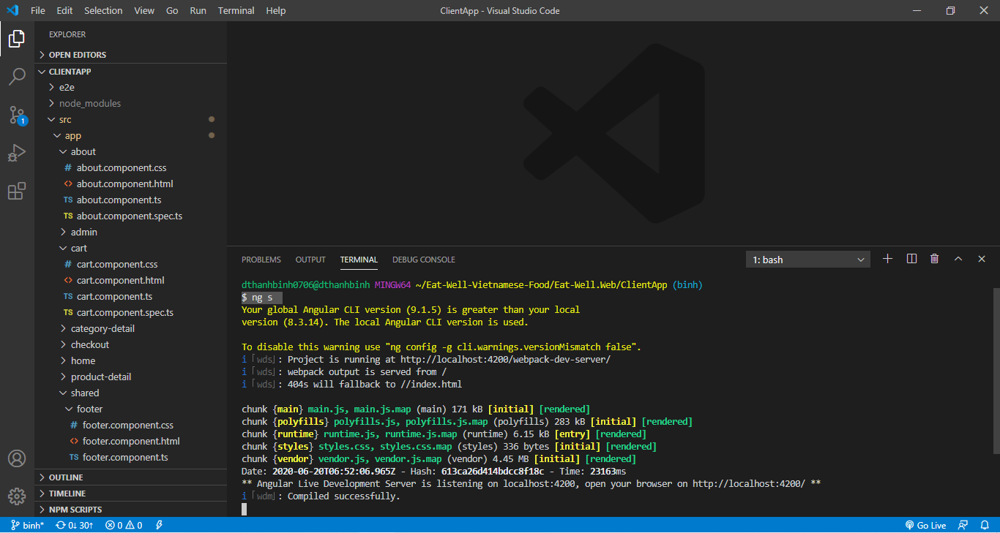 File Edit Selection View Go Run Terminal Help
ClientApp - Visual Studio Code
EXPLORER
OPEN EDITORS
CLIENTAPP
e2e
node_modules
src
app
about
# about.component.css
<> about.component.html
TS about.component.ts
TS about.component.spec.ts
admin
cart
# cart.component.css
<> cart.component.html
TS cart.component.ts
TS cart.component.spec.ts
category-detail
checkout
home
product-detail
shared
footer
# footer.component.css
<> footer.component.html
TS footer.component.ts
OUTLINE
TIMELINE
NPM SCRIPTS
1
PROBLEMS OUTPUT TERMINAL DEBUG CONSOLE
1: bash
dthanhbinh0706@dthanhbinh MINGW64 ~/Eat-Well-Vietnamese-Food/Eat-Well.Web/ClientApp (binh)
$ ng s
Your global Angular CLI version (9.1.5) is greater than your local
version (8.3.14). The local Angular CLI version is used.
To disable this warning use "ng config -g cli.warnings.versionMismatch false".
i ｢wds｣: Project is running at http://localhost:4200/webpack-dev-server/
i ｢wds｣: webpack output is served from /
i ｢wds｣: 404s will fallback to //index.html
chunk {main} main.js, main.js.map (main) 171 kB [initial] [rendered]
chunk {polyfills} polyfills.js, polyfills.js.map (polyfills) 283 kB [initial] [rendered]
chunk {runtime} runtime.js, runtime.js.map (runtime) 6.15 kB [entry] [rendered]
chunk {styles} styles.css, styles.css.map (styles) 336 bytes [initial] [rendered]
chunk {vendor} vendor.js, vendor.js.map (vendor) 4.45 MB [initial] [rendered]
Date: 2020-06-20T06:52:06.965Z - Hash: 613ca26d414bdcc8f18c - Time: 23163ms
** Angular Live Development Server is listening on localhost:4200, open your browser on http://localhost:4200/ **
i ｢wdm｣: Compiled successfully.
binh* 0↓ 30↑ 0 0
Go Live